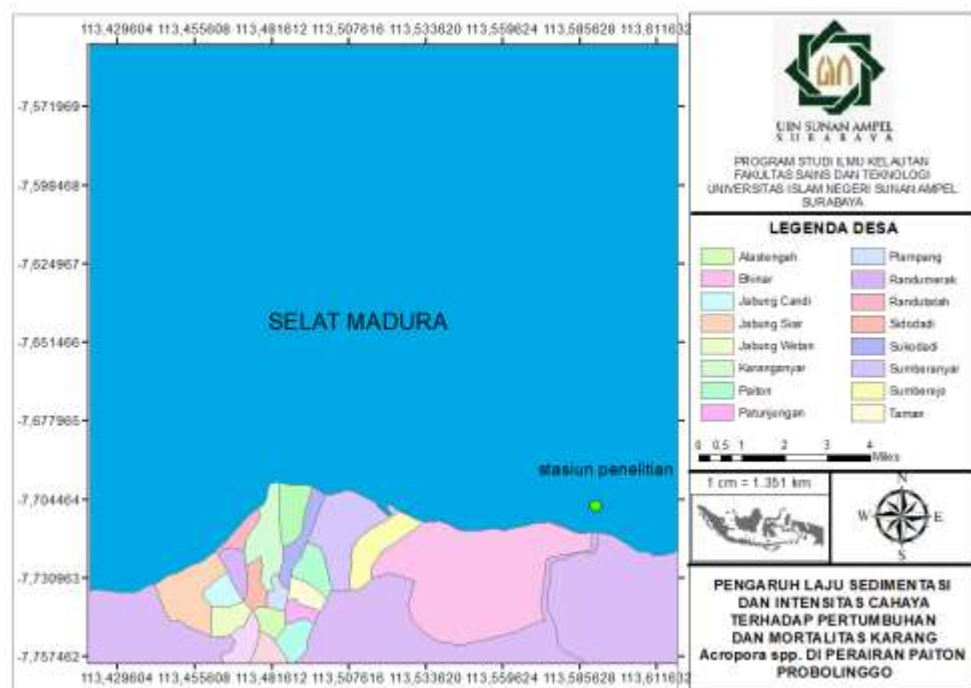 113,429604 113,455608 113,481612 113,507616 113,533620 113,559624 113,585628 113,611632
-7,571969
-7,598468
-7,624967
-7,651466
-7,677965
-7,704464
-7,730963
-7,757462
SELAT MADURA
stasiun penelitian
113,429604 113,455608 113,481612 113,507616 113,533620 113,559624 113,585628 113,611632
UIN SUNAN AMPEL
SURABAYA
PROGRAM STUDI ILMU KELAUTAN
FAKULTAS SAINS DAN TEKNOLOGI
UNIVERSITAS ISLAM NEGERI SUNAN AMPEL
SURABAYA
LEGENDA DESA
Alastengah
Bhinar
Jabung Candi
Jabung Sisir
Jabung Wetan
Karanganyar
Paiton
Petunjungan
Plampang
Randumerak
Randutatah
Sidodadi
Sukodadi
Sumberanyar
Sumberejo
Taman
0 0.5 1 2 3 4
Miles
1 cm = 1.351 km
N
W E
S
PENGARUH LAJU SEDIMENTASI
DAN INTENSITAS CAHAYA
TERHADAP PERTUMBUHAN
DAN MORTALITAS KARANG
Acropora spp. DI PERAIRAN PAITON
PROBOLINGGO